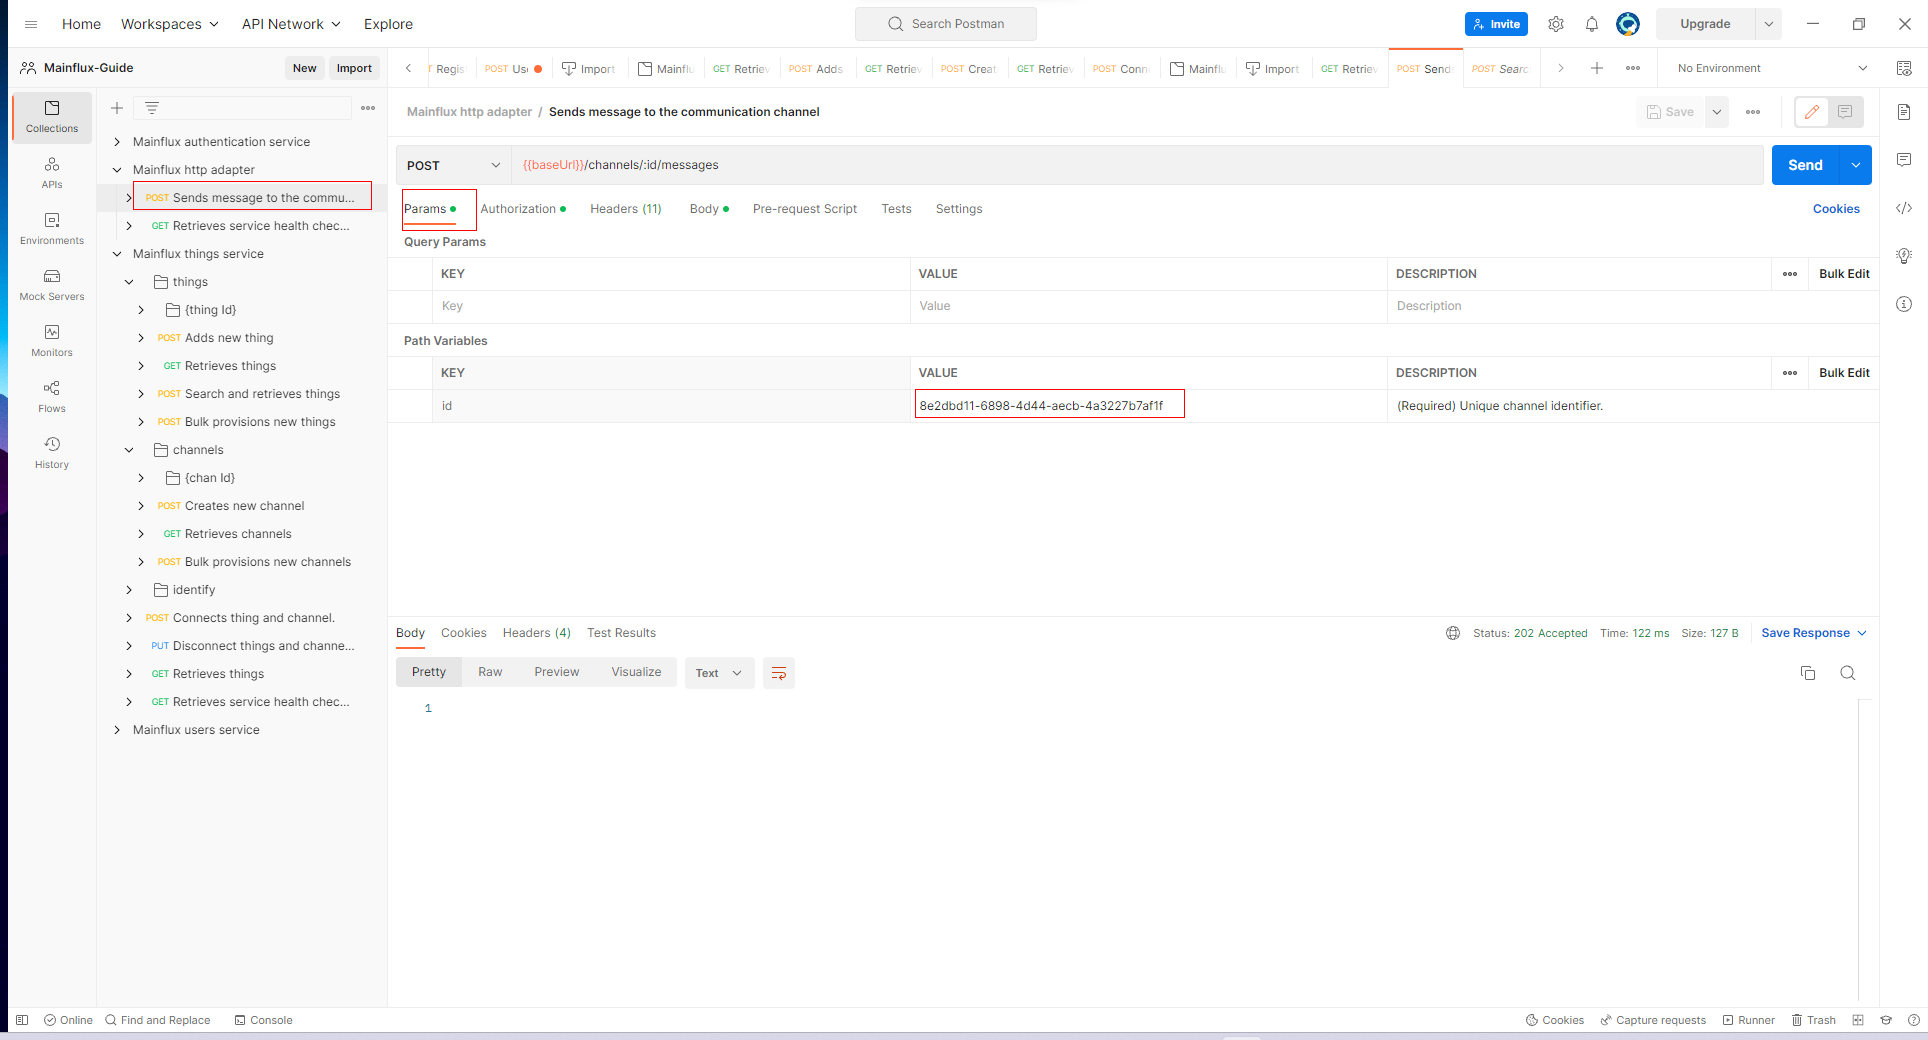 Home Workspaces API Network Explore Search Postman Invite Upgrade
Mainflux-Guide New Import
Regis POST Us Import Mainflu GET Retriev POST Adds GET Retriev POST Creat GET Retriev POST Conn Mainflu Import GET Retriev POST Send POST Searc No Environment
Collections
APIs
Environments
Mock Servers
Monitors
Flows
History
Mainflux authentication service
Mainflux http adapter
POST Sends message to the commu...
GET Retrieves service health chec...
Mainflux things service
things
{thing Id}
POST Adds new thing
GET Retrieves things
POST Search and retrieves things
POST Bulk provisions new things
channels
{chan Id}
POST Creates new channel
GET Retrieves channels
POST Bulk provisions new channels
identify
POST Connects thing and channel.
PUT Disconnect things and channe...
GET Retrieves things
GET Retrieves service health chec...
Mainflux users service
Mainflux http adapter / Sends message to the communication channel Save
POST {{baseUrl}}/channels/:id/messages Send
Params Authorization Headers (11) Body Pre-request Script Tests Settings Cookies
Query Params
KEY VALUE DESCRIPTION Bulk Edit
Key Value Description
Path Variables
KEY VALUE DESCRIPTION Bulk Edit
id 8e2dbd11-6898-4d44-aecb-4a3227b7af1f (Required) Unique channel identifier.
Body Cookies Headers (4) Test Results Status: 202 Accepted Time: 122 ms Size: 127 B Save Response
Pretty Raw Preview Visualize Text
1
Online Find and Replace Console Cookies Capture requests Runner Trash